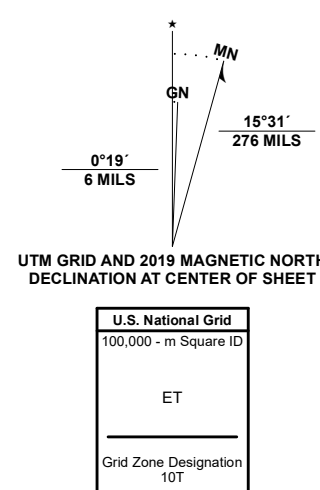 ★
MN
GN
15°31´
276 MILS
0°19´
6 MILS
UTM GRID AND 2019 MAGNETIC NORTH
DECLINATION AT CENTER OF SHEET
U.S. National Grid
100,000 - m Square ID
ET
Grid Zone Designation
10T